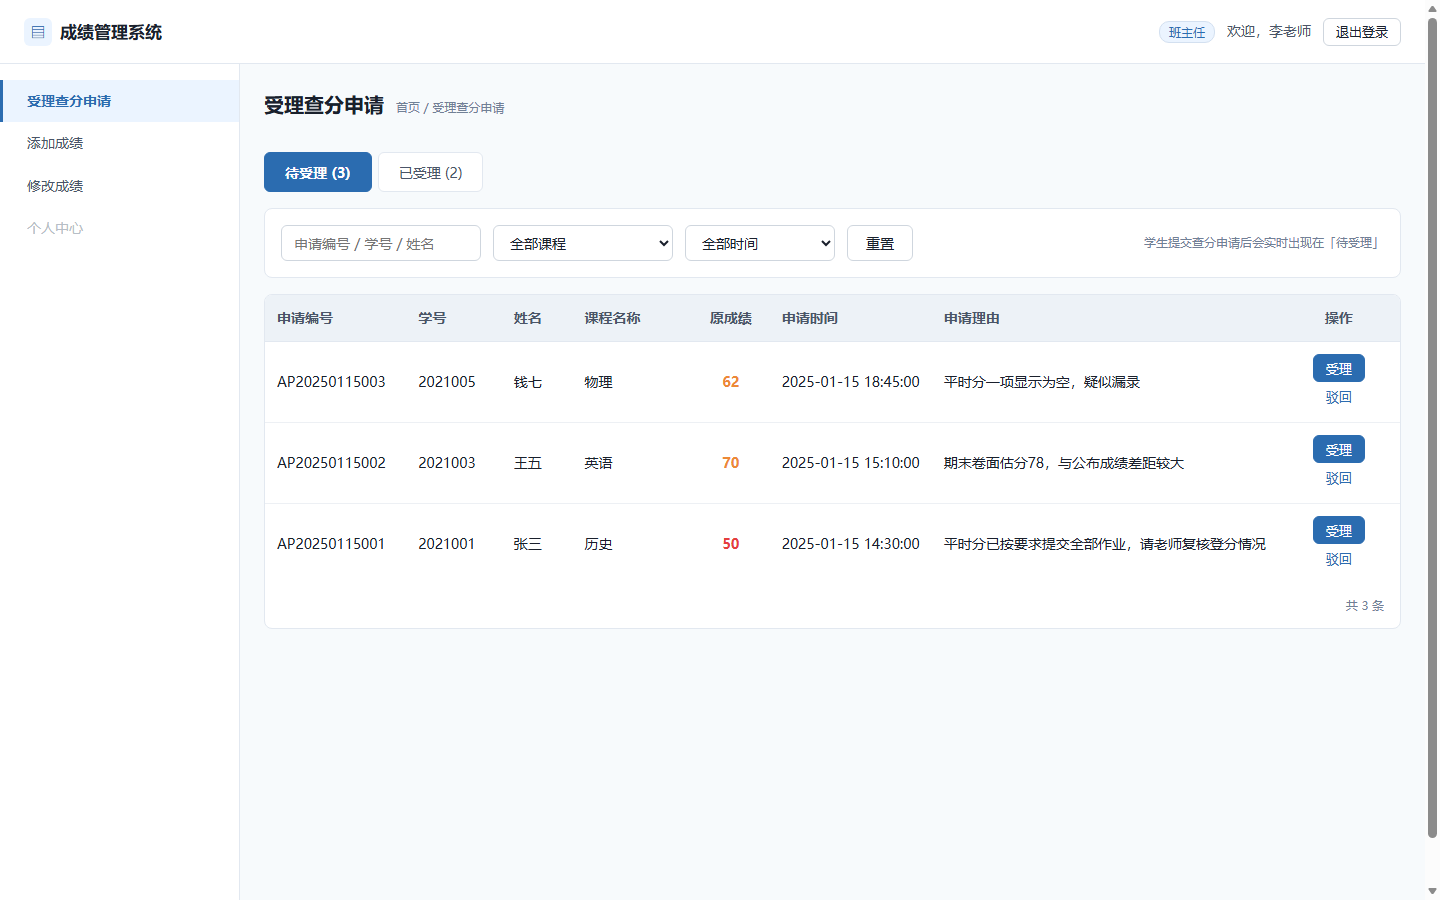 成绩管理系统
班主任 欢迎，李老师 退出登录
受理查分申请
添加成绩
修改成绩
个人中心
受理查分申请 首页 / 受理查分申请
待受理 (3) 已受理 (2)
申请编号 / 学号 / 姓名 全部课程 全部时间 重置 学生提交查分申请后会实时出现在「待受理」
申请编号 学号 姓名 课程名称 原成绩 申请时间 申请理由 操作
AP20250115003 2021005 钱七 物理 62 2025-01-15 18:45:00 平时分一项显示为空，疑似漏录 受理
驳回
AP20250115002 2021003 王五 英语 70 2025-01-15 15:10:00 期末卷面估分78，与公布成绩差距较大 受理
驳回
AP20250115001 2021001 张三 历史 50 2025-01-15 14:30:00 平时分已按要求提交全部作业，请老师复核登分情况 受理
驳回
共 3 条